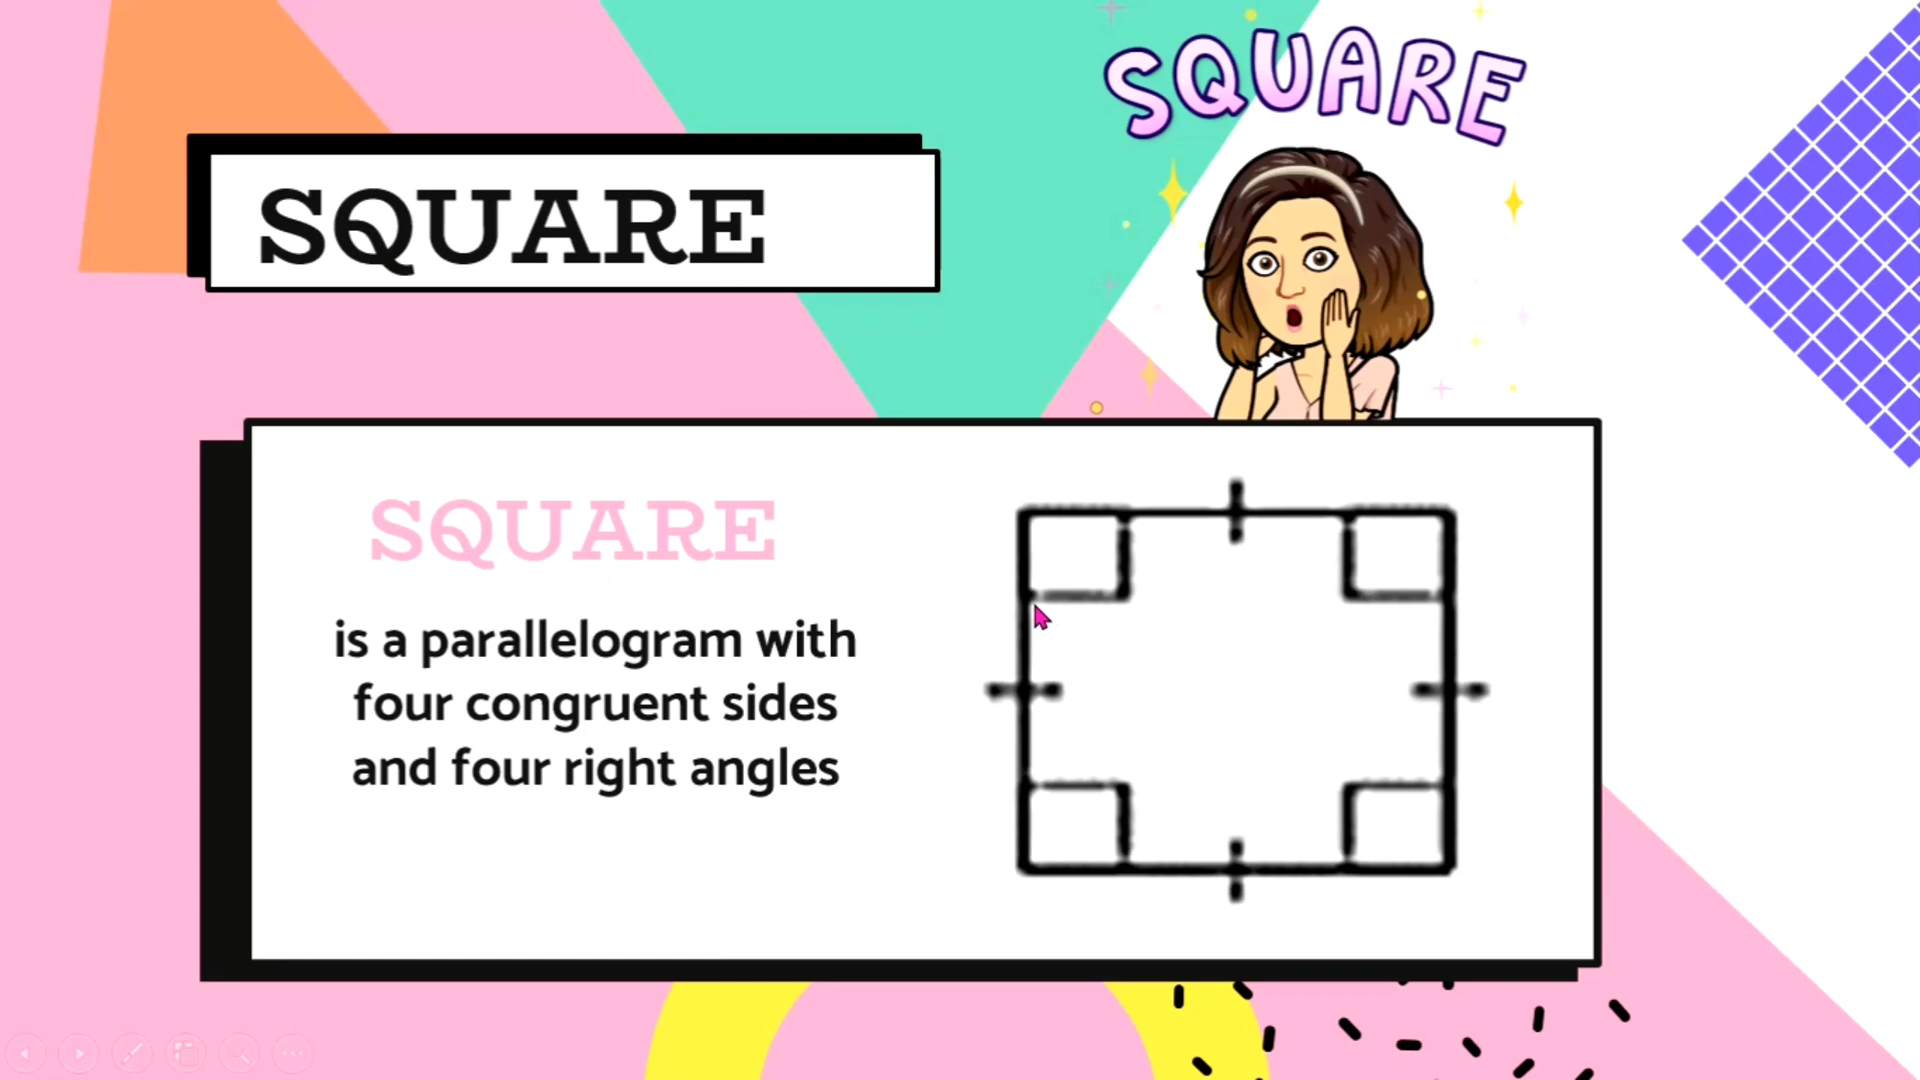 SQUARE
SQUARE
SQUARE
is a parallelogram with
four congruent sides
and four right angles